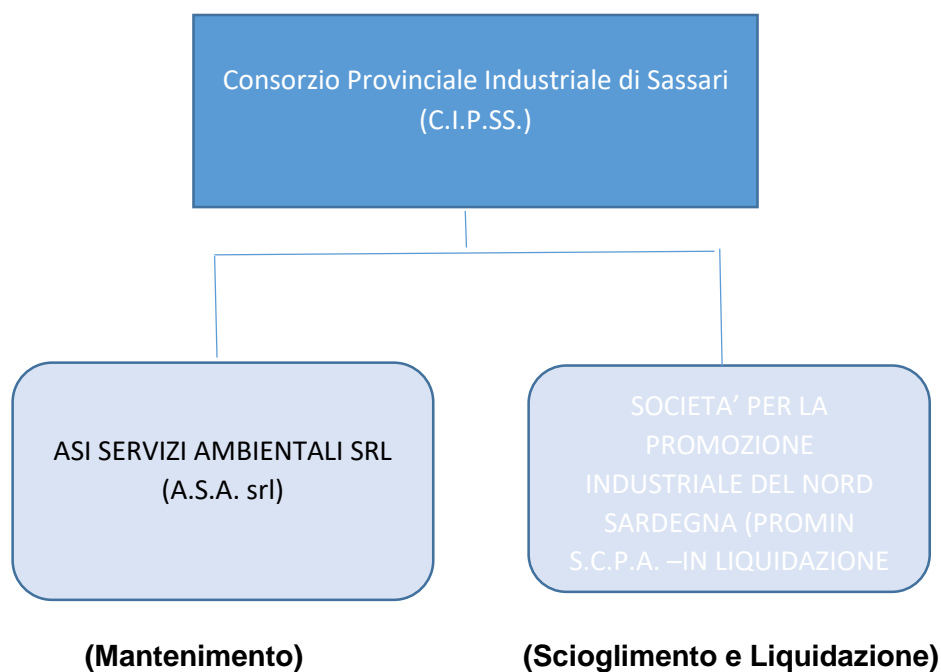 Consorzio Provinciale Industriale di Sassari
(C.I.P.SS.)
ASI SERVIZI AMBIENTALI SRL
(A.S.A. srl)
SOCIETA’ PER LA
PROMOZIONE
INDUSTRIALE DEL NORD
SARDEGNA (PROMIN
S.C.P.A. –IN LIQUIDAZIONE
(Mantenimento)
(Scioglimento e Liquidazione)